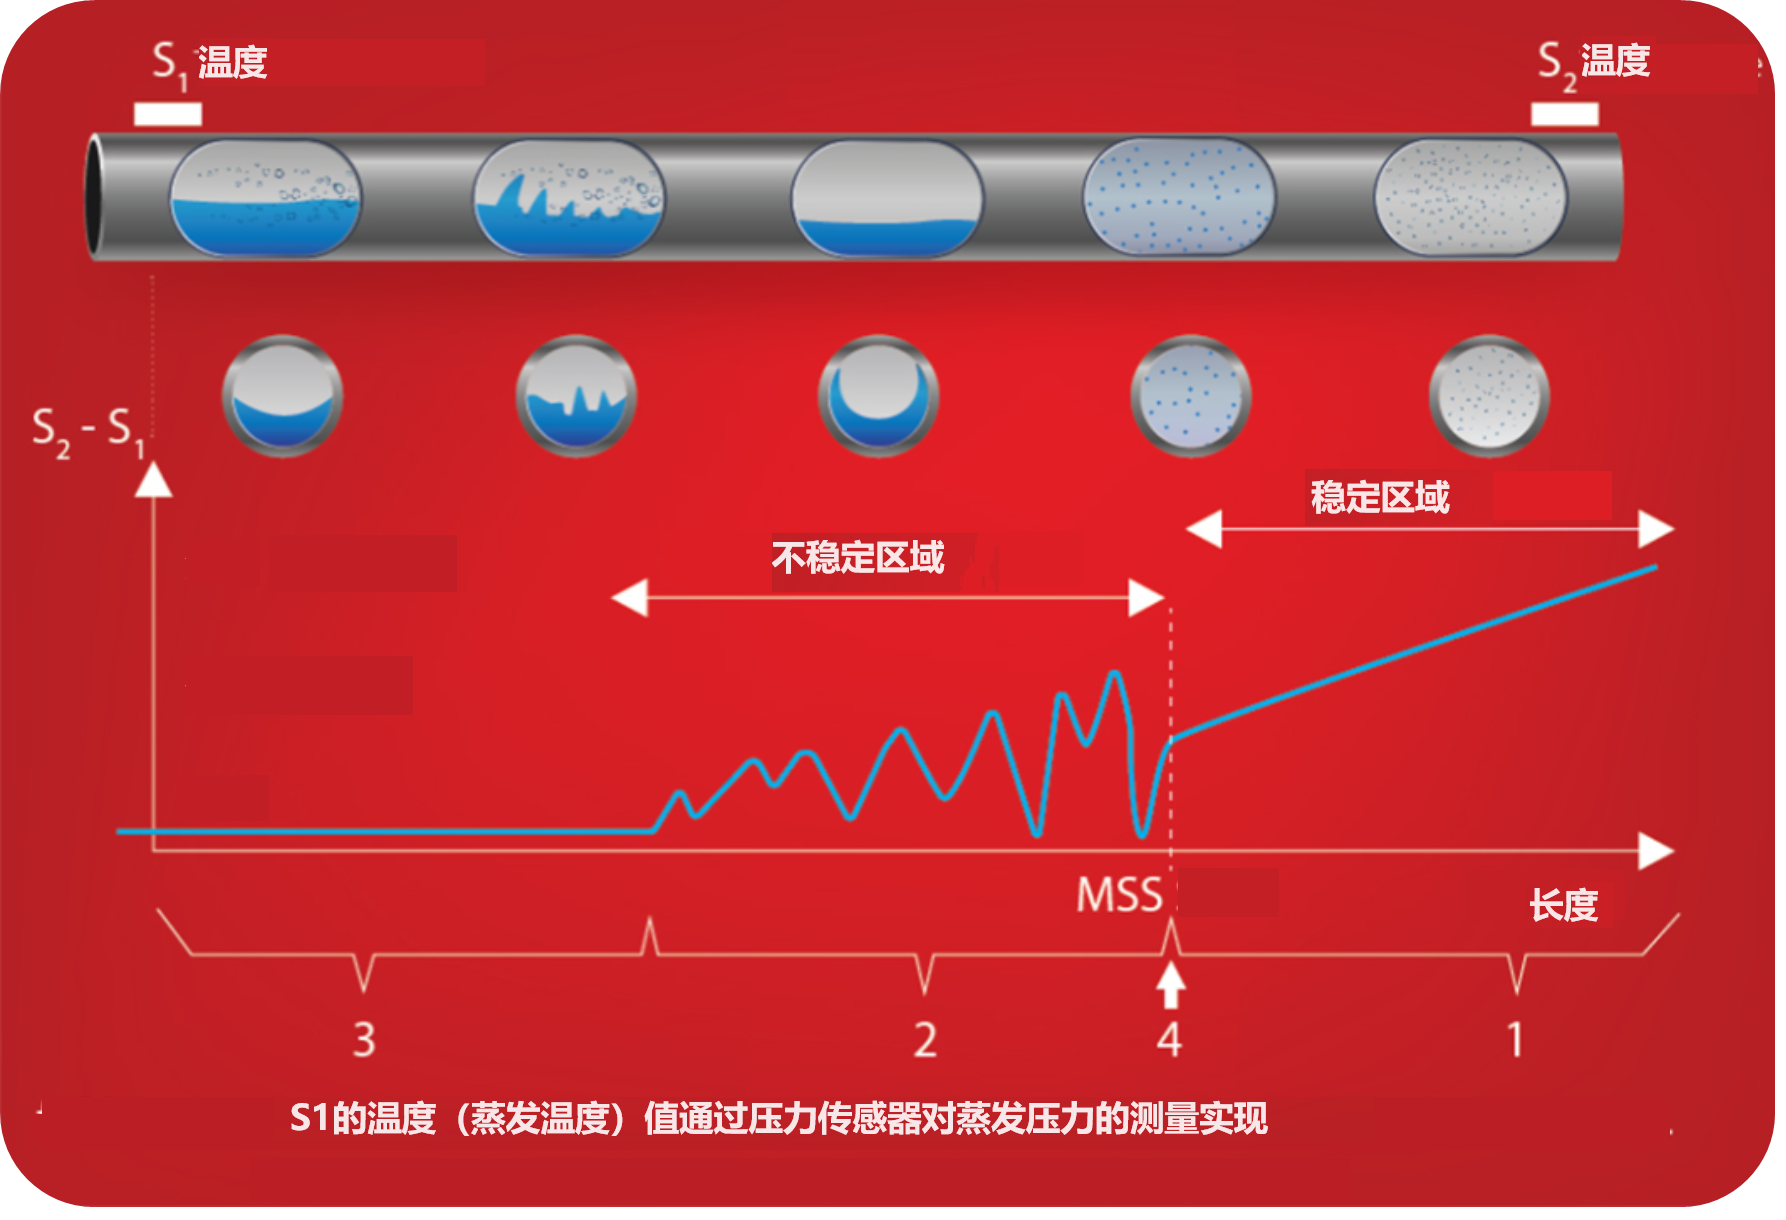 S1 温度
S2 温度
S2 - S1
稳定区域
不稳定区域
MSS
长度
3
2
4
1
S1的温度（蒸发温度）值通过压力传感器对蒸发压力的测量实现